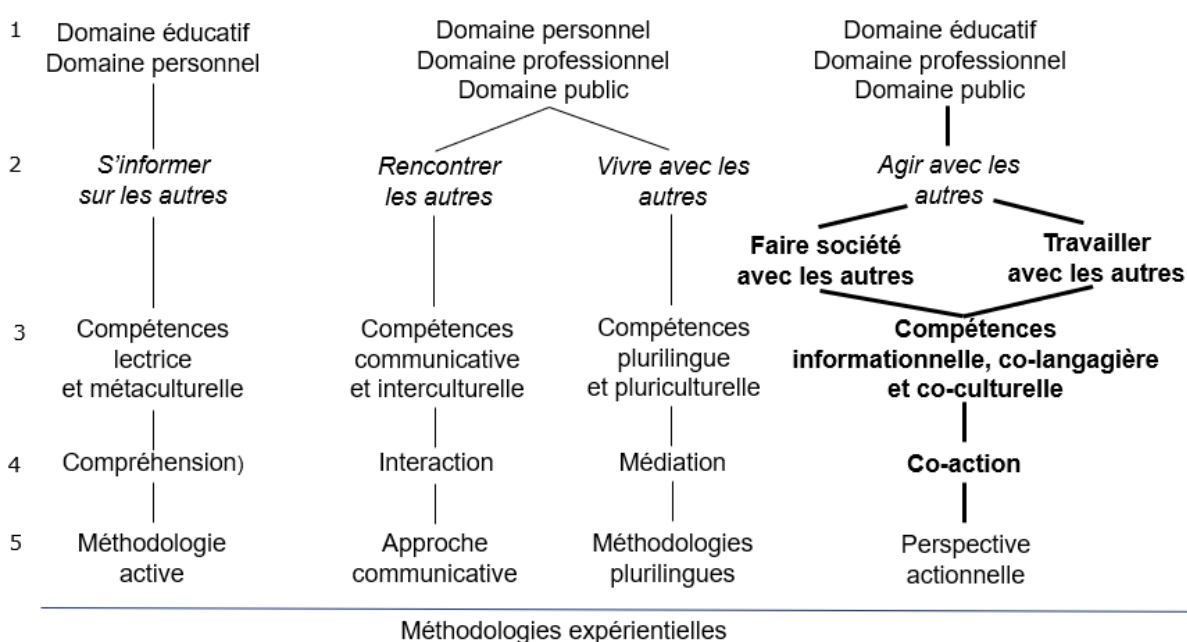 1
Domaine éducatif
Domaine personnel
Domaine personnel
Domaine professionnel
Domaine public
Domaine éducatif
Domaine professionnel
Domaine public
2
S'informer
sur les autres
Rencontrer
les autres
Vivre avec les
autres
Agir avec les
autres
Faire société
avec les autres
Travailler
avec les autres
3
Compétences
lectrice
et métaculturelle
Compétences
communicative
et interculturelle
Compétences
plurilingue
et pluriculturelle
Compétences
informationnelle, co-langagière
et co-culturelle
4
Compréhension)
Interaction
Médiation
Co-action
5
Méthodologie
active
Approche
communicative
Méthodologies
plurilingues
Perspective
actionnelle
Méthodologies expérientielles